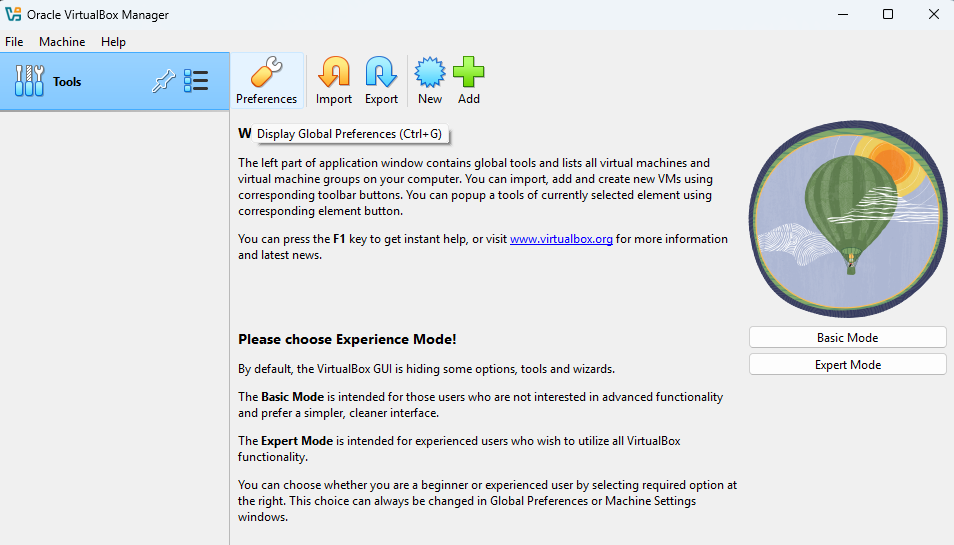 Oracle VirtualBox Manager
File Machine Help
Tools
Preferences Import Export New Add
W
Display Global Preferences (Ctrl+G)
The left part of application window contains global tools and lists all virtual machines and
virtual machine groups on your computer. You can import, add and create new VMs using
corresponding toolbar buttons. You can popup a tools of currently selected element using
corresponding element button.
You can press the F1 key to get instant help, or visit www.virtualbox.org for more information
and latest news.
Please choose Experience Mode!
By default, the VirtualBox GUI is hiding some options, tools and wizards.
The Basic Mode is intended for those users who are not interested in advanced functionality
and prefer a simpler, cleaner interface.
The Expert Mode is intended for experienced users who wish to utilize all VirtualBox
functionality.
You can choose whether you are a beginner or experienced user by selecting required option at
the right. This choice can always be changed in Global Preferences or Machine Settings
windows.
Basic Mode
Expert Mode